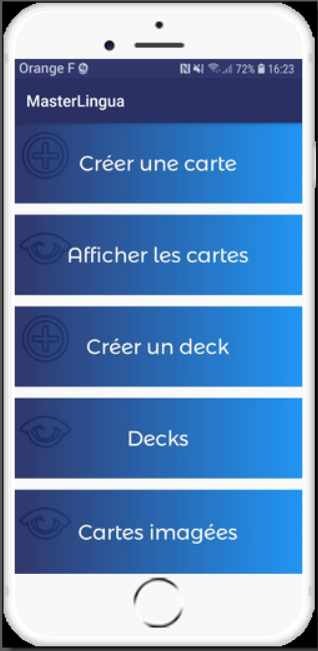 Orange F 72% 16:23
MasterLingua
Créer une carte
Afficher les cartes
Créer un deck
Decks
Cartes imagées